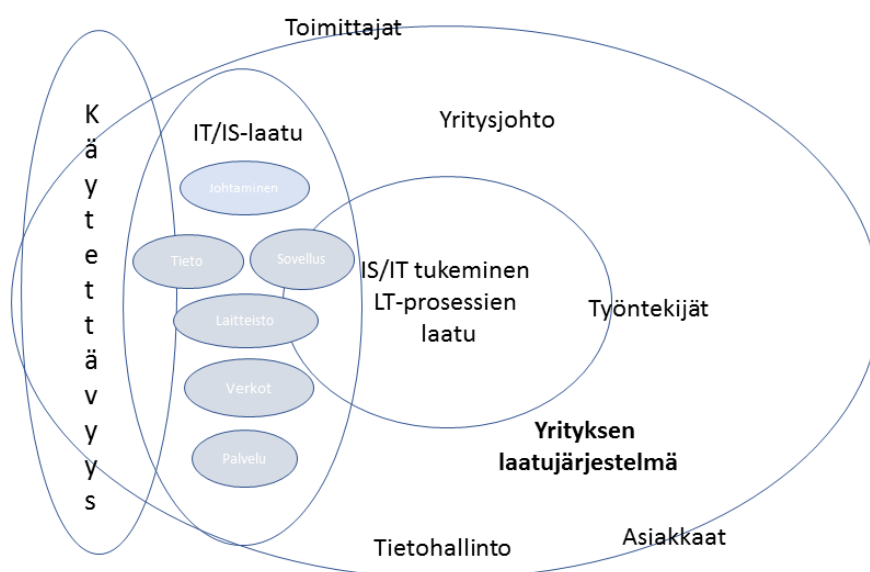 Toimittajat
Käytettävyys
IT/IS-laatu
Yritysjohto
Johtaminen
Tieto
Sovellus
IS/IT tukeminen
LT-prosessien
laatu
Laitteisto
Työntekijät
Verkot
Palvelu
Yrityksen
laatujärjestelmä
Tietohallinto
Asiakkaat